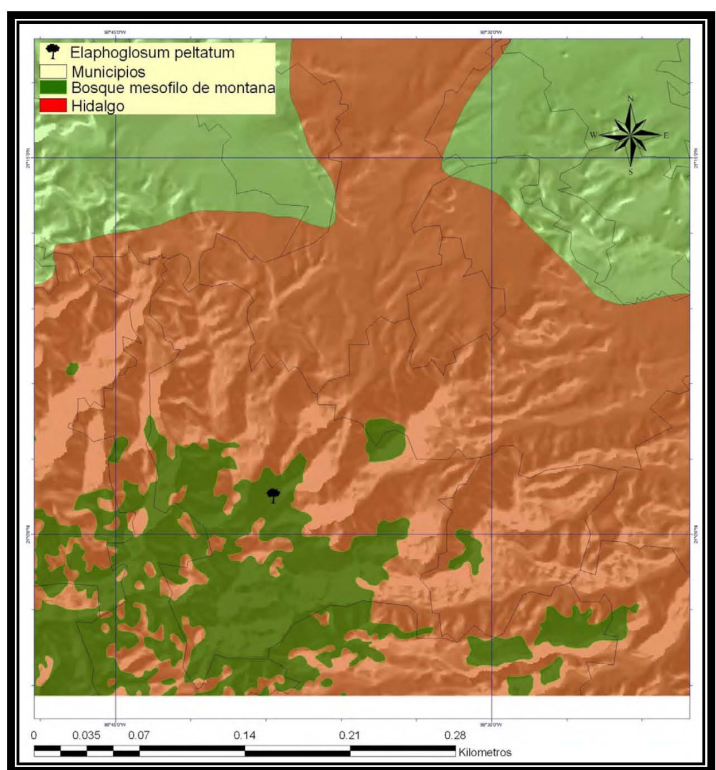 Elaphoglosum peltatum
Municipios
Bosque mesofilo de montana
Hidalgo
N
W E
S
0 0.035 0.07 0.14 0.21 0.28
Kilometros